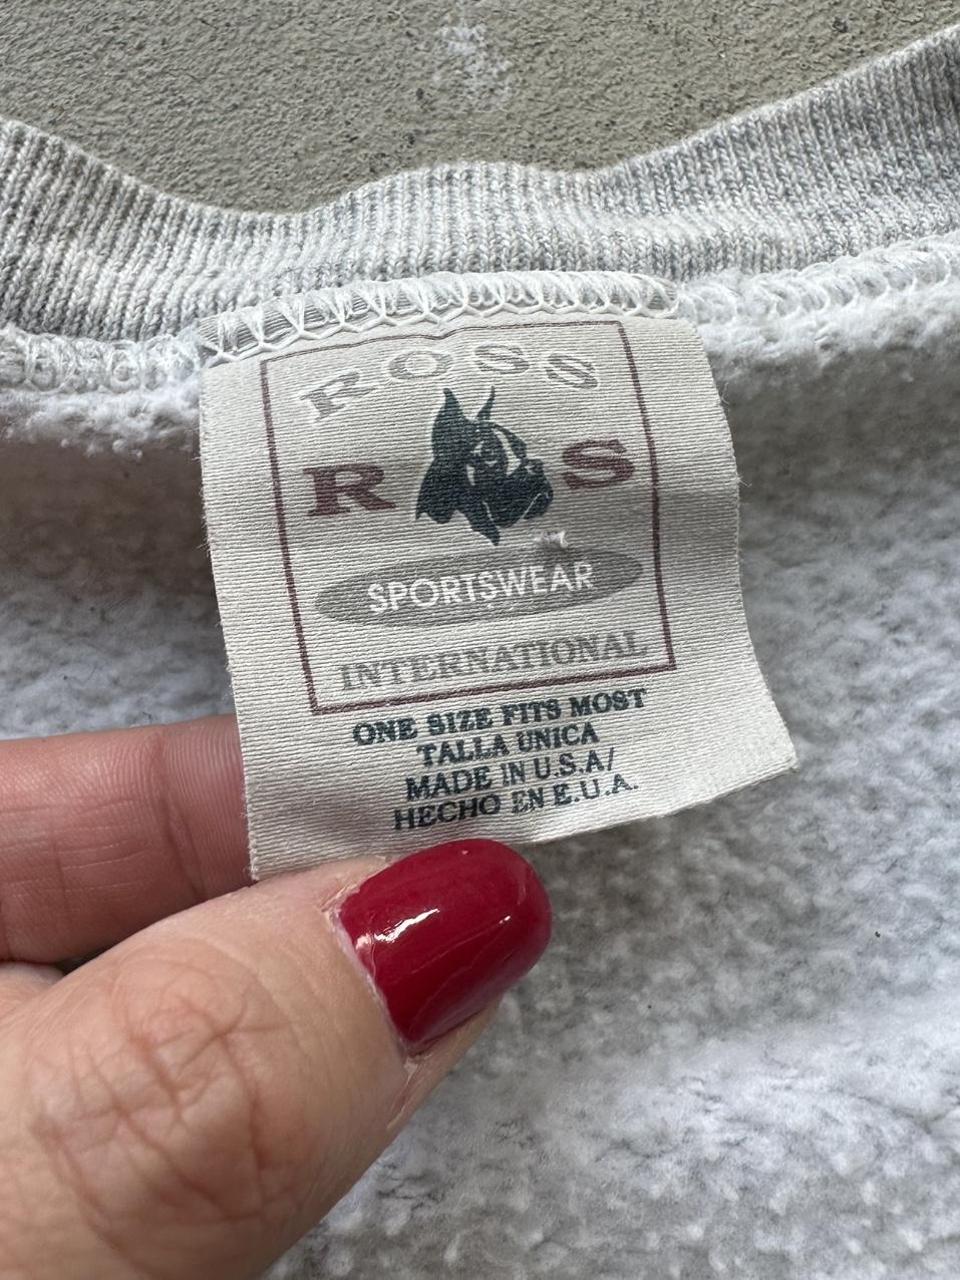 ROSS
R S
SPORTSWEAR
INTERNATIONAL
ONE SIZE FITS MOST
TALLA UNICA
MADE IN U.S.A/
HECHO EN E.U.A.